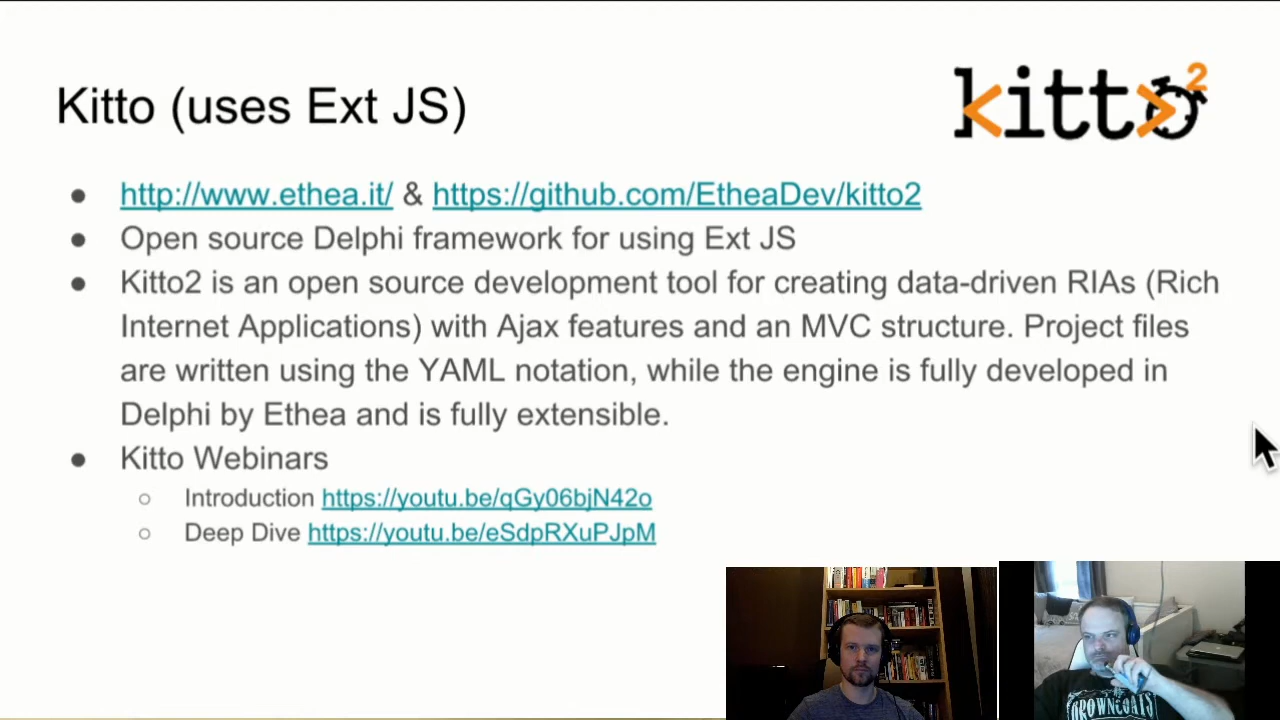 Kitto (uses Ext JS)
kitto2
http://www.ethea.it/ & https://github.com/EtheaDev/kitto2
Open source Delphi framework for using Ext JS
Kitto2 is an open source development tool for creating data-driven RIAs (Rich
Internet Applications) with Ajax features and an MVC structure. Project files
are written using the YAML notation, while the engine is fully developed in
Delphi by Ethea and is fully extensible.
Kitto Webinars
Introduction https://youtu.be/qGy06bjN42o
Deep Dive https://youtu.be/eSdpRXuPJpM
BROWNCOATS